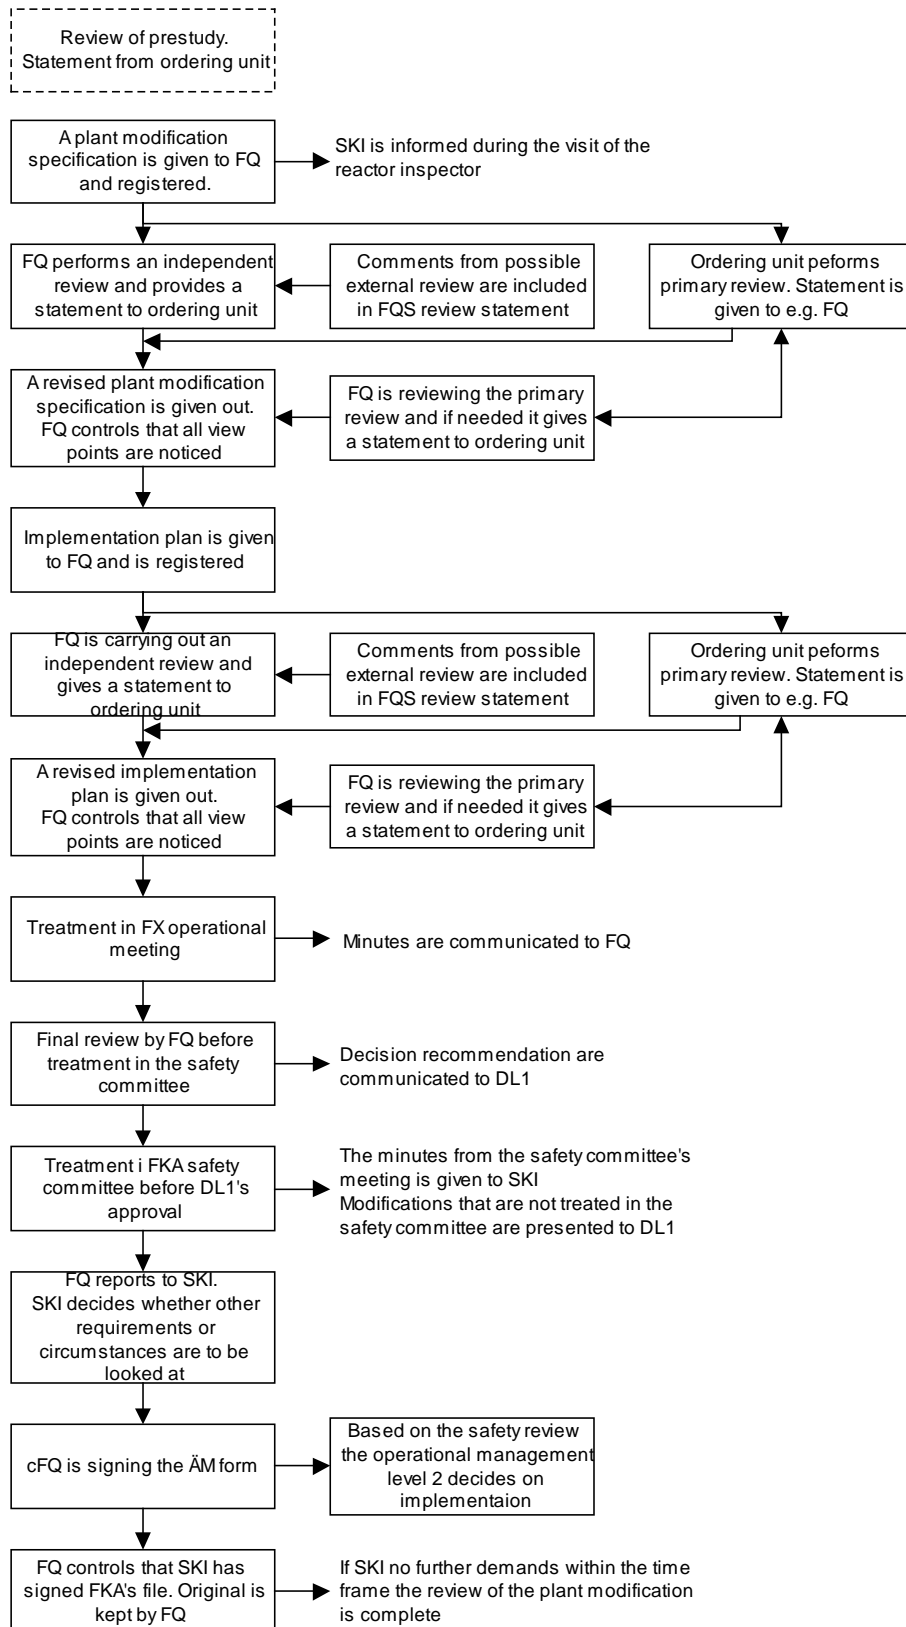 Review of prestudy.
Statement from ordering unit
A plant modification
specification is given to FQ
and registered.
SKI is informed during the visit of the
reactor inspector
FQ performs an independent
review and provides a
statement to ordering unit
Comments from possible
external review are included
in FQS review statement
Ordering unit peforms
primary review. Statement is
given to e.g. FQ
A revised plant modification
specification is given out.
FQ controls that all view
points are noticed
FQ is reviewing the primary
review and if needed it gives
a statement to ordering unit
Implementation plan is given
to FQ and is registered
FQ is carrying out an
independent review and
gives a statement to
ordering unit
Comments from possible
external review are included
in FQS review statement
Ordering unit peforms
primary review. Statement is
given to e.g. FQ
A revised implementation
plan is given out.
FQ controls that all view
points are noticed
FQ is reviewing the primary
review and if needed it gives
a statement to ordering unit
Treatment in FX operational
meeting
Minutes are communicated to FQ
Final review by FQ before
treatment in the safety
committee
Decision recommendation are
communicated to DL1
Treatment i FKA safety
committee before DL1's
approval
The minutes from the safety committee's
meeting is given to SKI
Modifications that are not treated in the
safety committee are presented to DL1
FQ reports to SKI.
SKI decides whether other
requirements or
circumstances are to be
looked at
cFQ is signing the ÄM form
Based on the safety review
the operational management
level 2 decides on
implementaion
FQ controls that SKI has
signed FKA's file. Original is
kept by FQ
If SKI no further demands within the time
frame the review of the plant modification
is complete